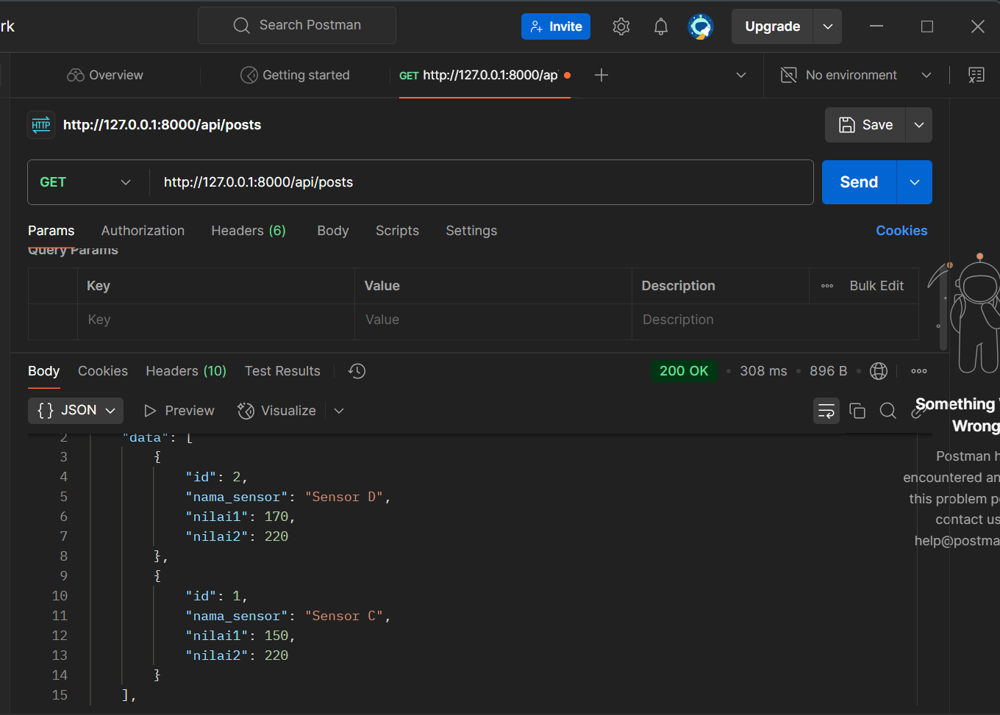 rk
Search Postman
Invite
Upgrade
Overview
Getting started
GET http://127.0.0.1:8000/ap
No environment
HTTP
http://127.0.0.1:8000/api/posts
Save
GET
http://127.0.0.1:8000/api/posts
Send
Params
Authorization
Headers (6)
Body
Scripts
Settings
Cookies
Query Params
Key
Value
Description
Bulk Edit
Key
Value
Description
Body
Cookies
Headers (10)
Test Results
200 OK
308 ms
896 B
{} JSON
Preview
Visualize
Something
Wrong
Postman h
encountered an
this problem p
contact us
help@postma
2 "data": [
3 {
4 "id": 2,
5 "nama_sensor": "Sensor D",
6 "nilai1": 170,
7 "nilai2": 220
8 },
9 {
10 "id": 1,
11 "nama_sensor": "Sensor C",
12 "nilai1": 150,
13 "nilai2": 220
14 }
15 ],